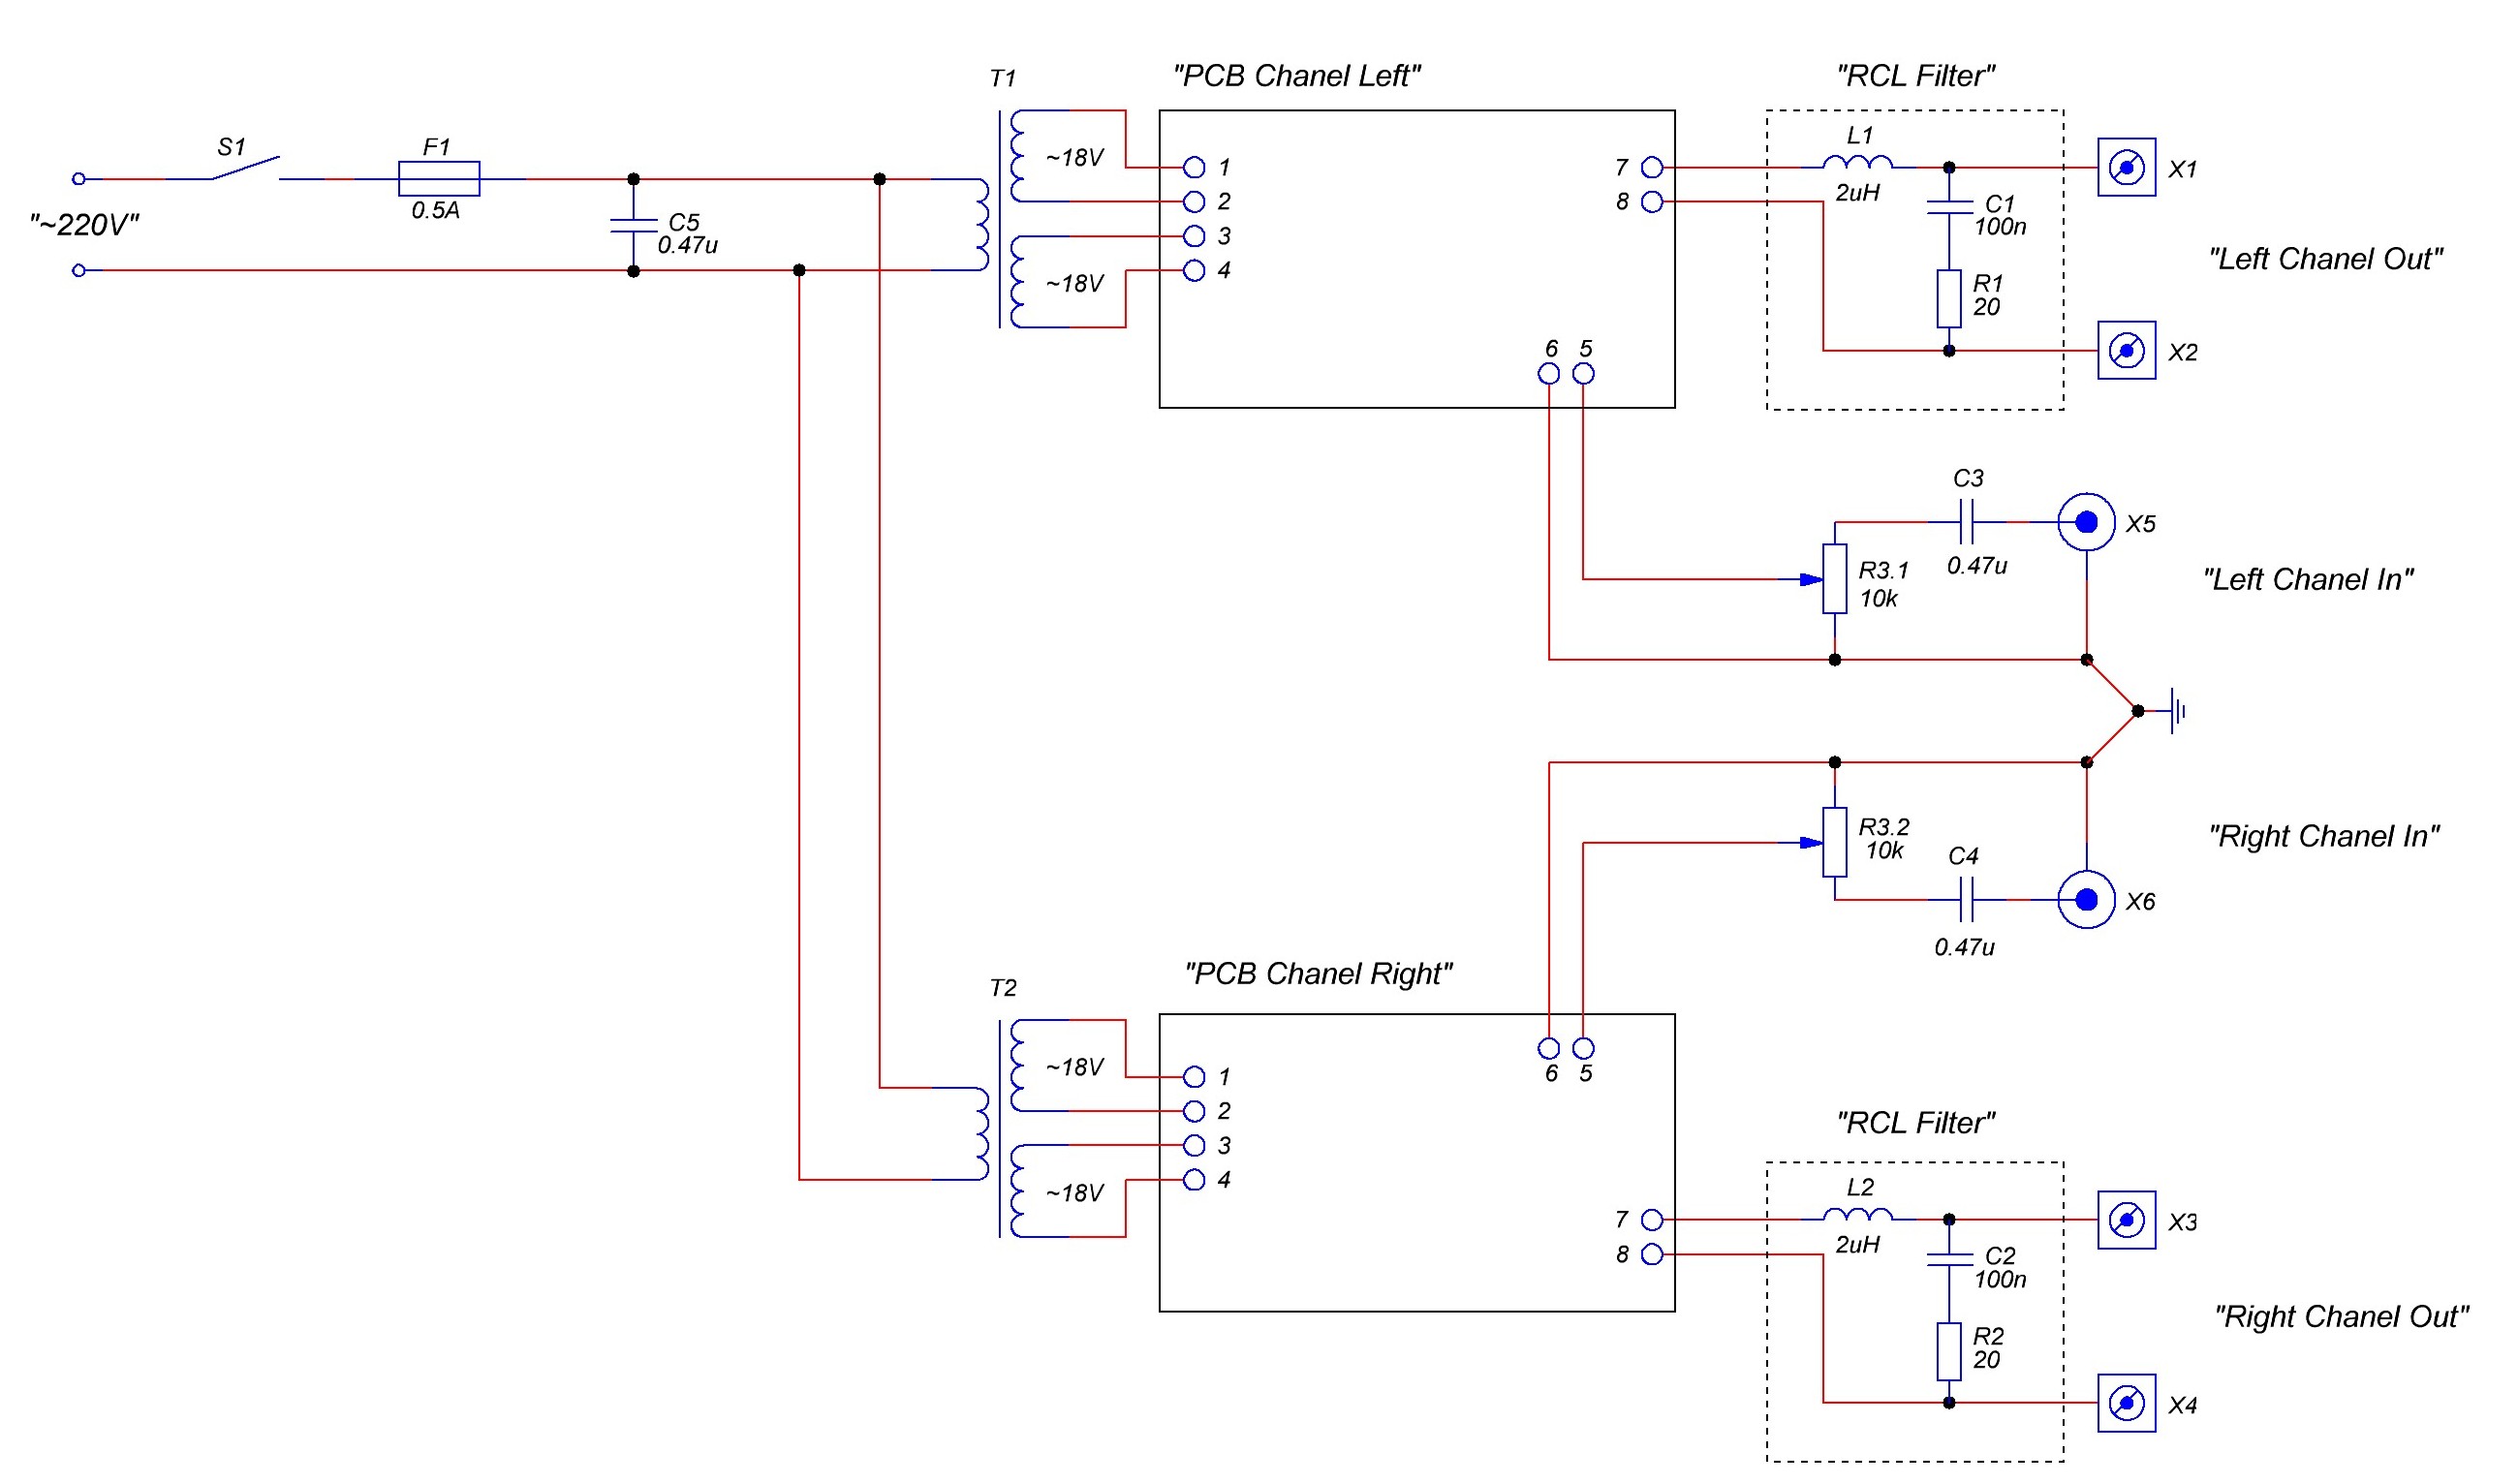 T1
"PCB Chanel Left"
"RCL Filter"
S1
F1
0.5A
"~220V"
C5
0.47u
~18V
~18V
1
2
3
4
7
8
6 5
L1
2uH
C1
100n
R1
20
X1
"Left Chanel Out"
X2
C3
0.47u
X5
R3.1
10k
"Left Chanel In"
R3.2
10k
C4
0.47u
"Right Chanel In"
X6
T2
"PCB Chanel Right"
~18V
~18V
1
2
3
4
6 5
7
8
"RCL Filter"
L2
2uH
C2
100n
R2
20
X3
"Right Chanel Out"
X4